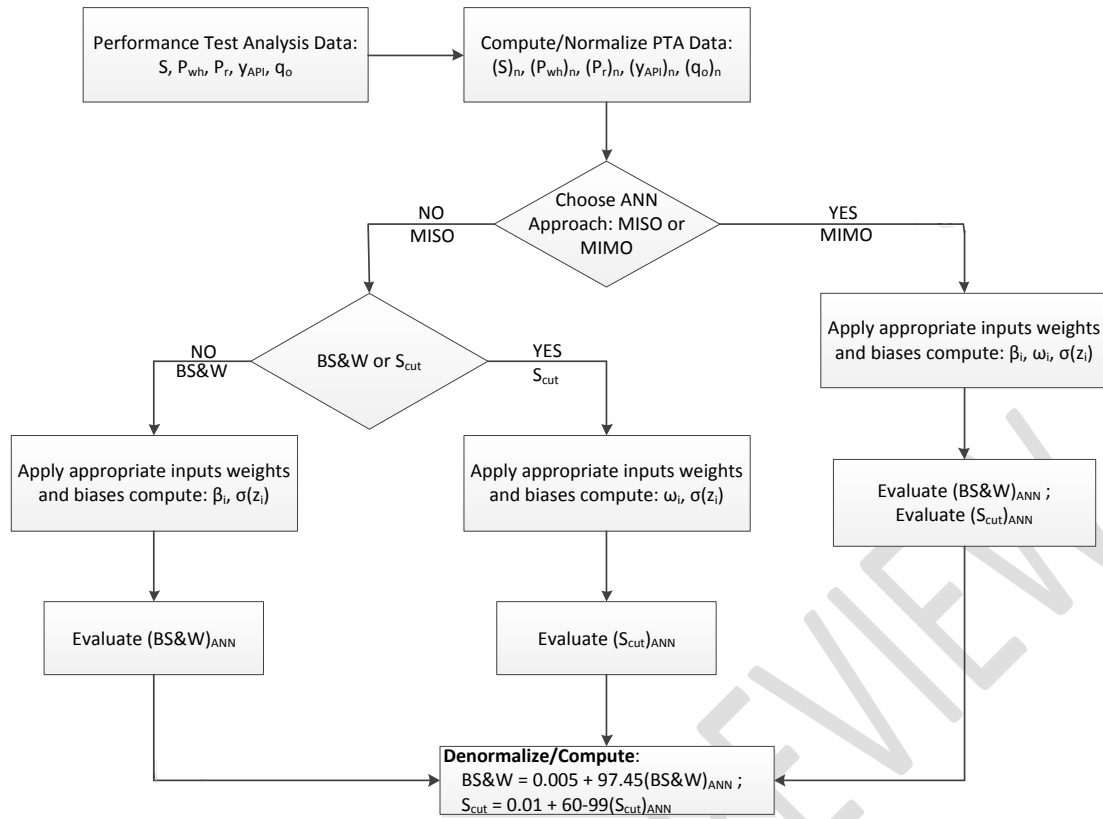 Performance Test Analysis Data:
S, Pwh, Pr, yAPI, qo
Compute/Normalize PTA Data:
(S)n, (Pwh)n, (Pr)n, (yAPI)n, (qo)n
Choose ANN
Approach: MISO or
MIMO
NO
MISO
YES
MIMO
BS&W or Scut
NO
BS&W
YES
Scut
Apply appropriate inputs weights
and biases compute: βi, ωi, σ(zi)
Apply appropriate inputs weights
and biases compute: βi, σ(zi)
Apply appropriate inputs weights
and biases compute: ωi, σ(zi)
Evaluate (BS&W)ANN ;
Evaluate (Scut)ANN
Evaluate (BS&W)ANN
Evaluate (Scut)ANN
Denormalize/Compute:
BS&W = 0.005 + 97.45(BS&W)ANN ;
Scut = 0.01 + 60-99(Scut)ANN
EVIEW